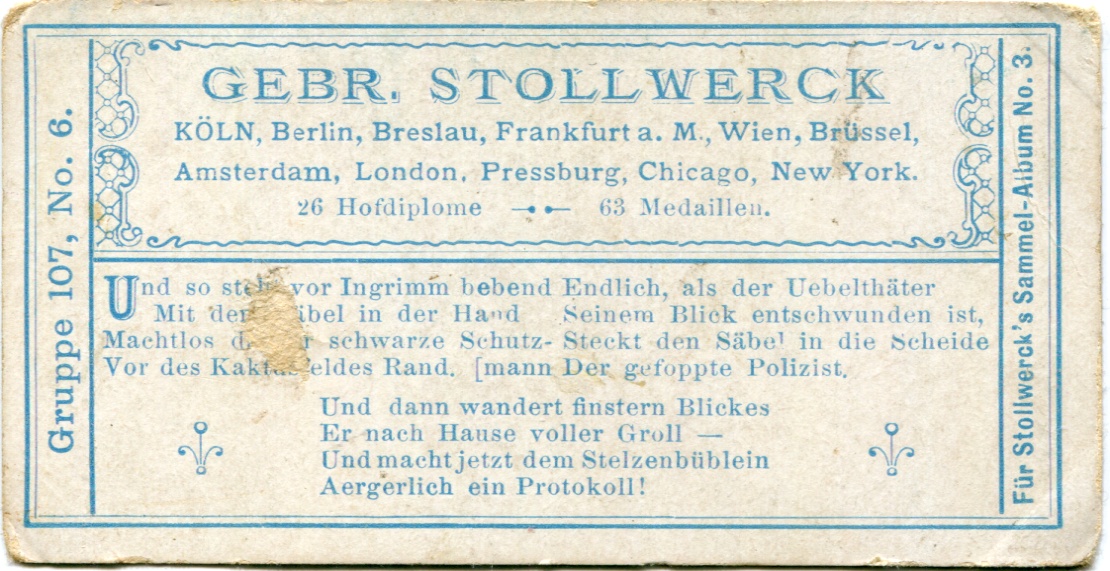 GEBR. STOLLWERCK
KÖLN, Berlin, Breslau, Frankfurt a. M., Wien, Brüssel,
Amsterdam, London, Pressburg, Chicago, New York.
26 Hofdiplome 63 Medaillen.
Gruppe 107, No. 6.
Und so vor Ingrimm bebend
Mit der in der Hand
Machtlos schwarze Schutz-
Vor des Rand. [mann
Endlich, als der Uebelthäter
Seinem Blick entschwunden ist,
Steckt den Säbel in die Scheide
Der gefoppte Polizist.
Und dann wandert finstern Blickes
Er nach Hause voller Groll —
Und macht jetzt dem Stelzenbüblein
Aergerlich ein Protokoll!
Für Stollwerck's Sammel-Album No. 3.